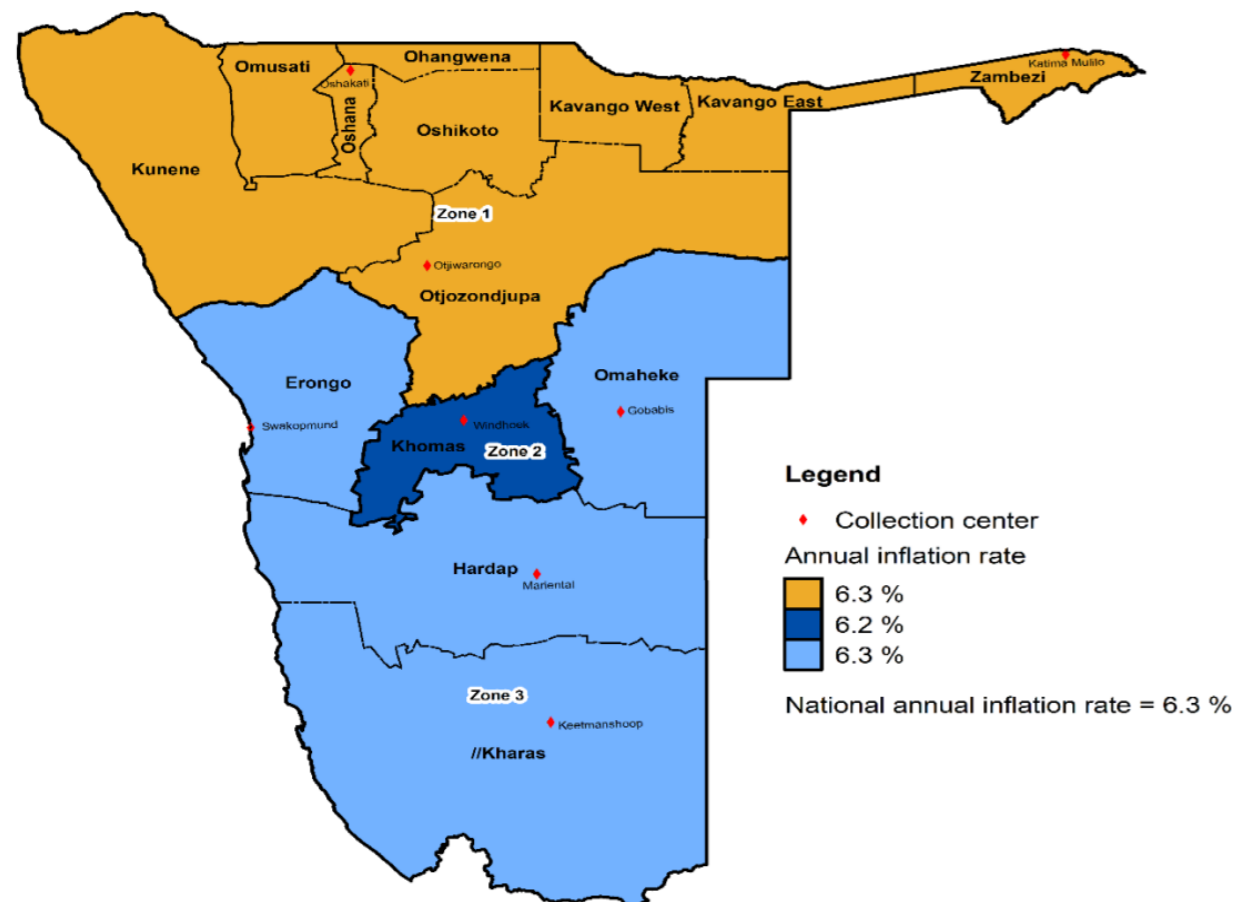 Ohangwena
Omusati
Katima Mulilo
Oshakati
Zambezi
Kavango West
Kavango East
Oshana
Oshikoto
Kunene
Zone 1
Otjiwarongo
Otjozondjupa
Erongo
Omaheke
Gobabis
Swakopmund
Windhoek
Khomas
Zone 2
Legend
Collection center
Annual inflation rate
6.3 %
6.2 %
6.3 %
National annual inflation rate = 6.3 %
Hardap
Mariental
Zone 3
Keetmanshoop
//Kharas